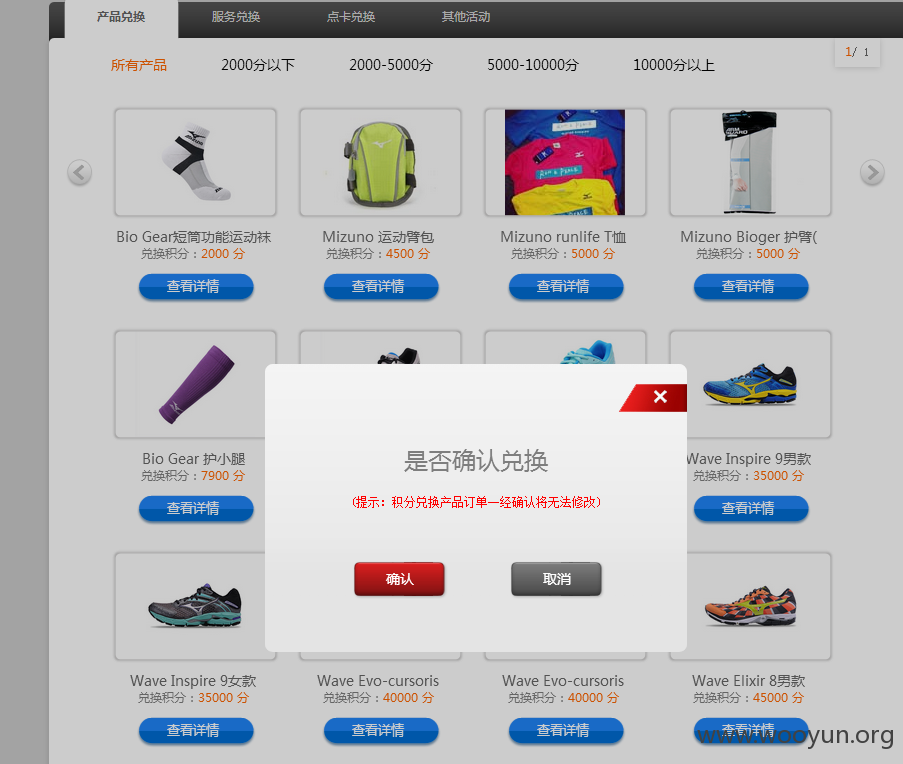 产品兑换 服务兑换 点卡兑换 其他活动
所有产品 2000分以下 2000-5000分 5000-10000分 10000分以上 1/ 1
RUN & PEACE
ARM GUARD
Bio Gear短筒功能运动袜 Mizuno 运动臂包 Mizuno runlife T恤 Mizuno Bioger 护臂(
兑换积分：2000 分 兑换积分：4500 分 兑换积分：5000 分 兑换积分：5000 分
查看详情 查看详情 查看详情 查看详情
×
是否确认兑换
（提示：积分兑换产品订单一经确认将无法修改）
确认 取消
Bio Gear 护小腿 Wave Inspire 9男款
兑换积分：7900 分 兑换积分：35000 分
查看详情 查看详情
Wave Inspire 9女款 Wave Evo-cursoris Wave Evo-cursoris Wave Elixir 8男款
兑换积分：35000 分 兑换积分：40000 分 兑换积分：40000 分 兑换积分：45000 分
查看详情 查看详情 查看详情 查看详情
www.wooyun.org